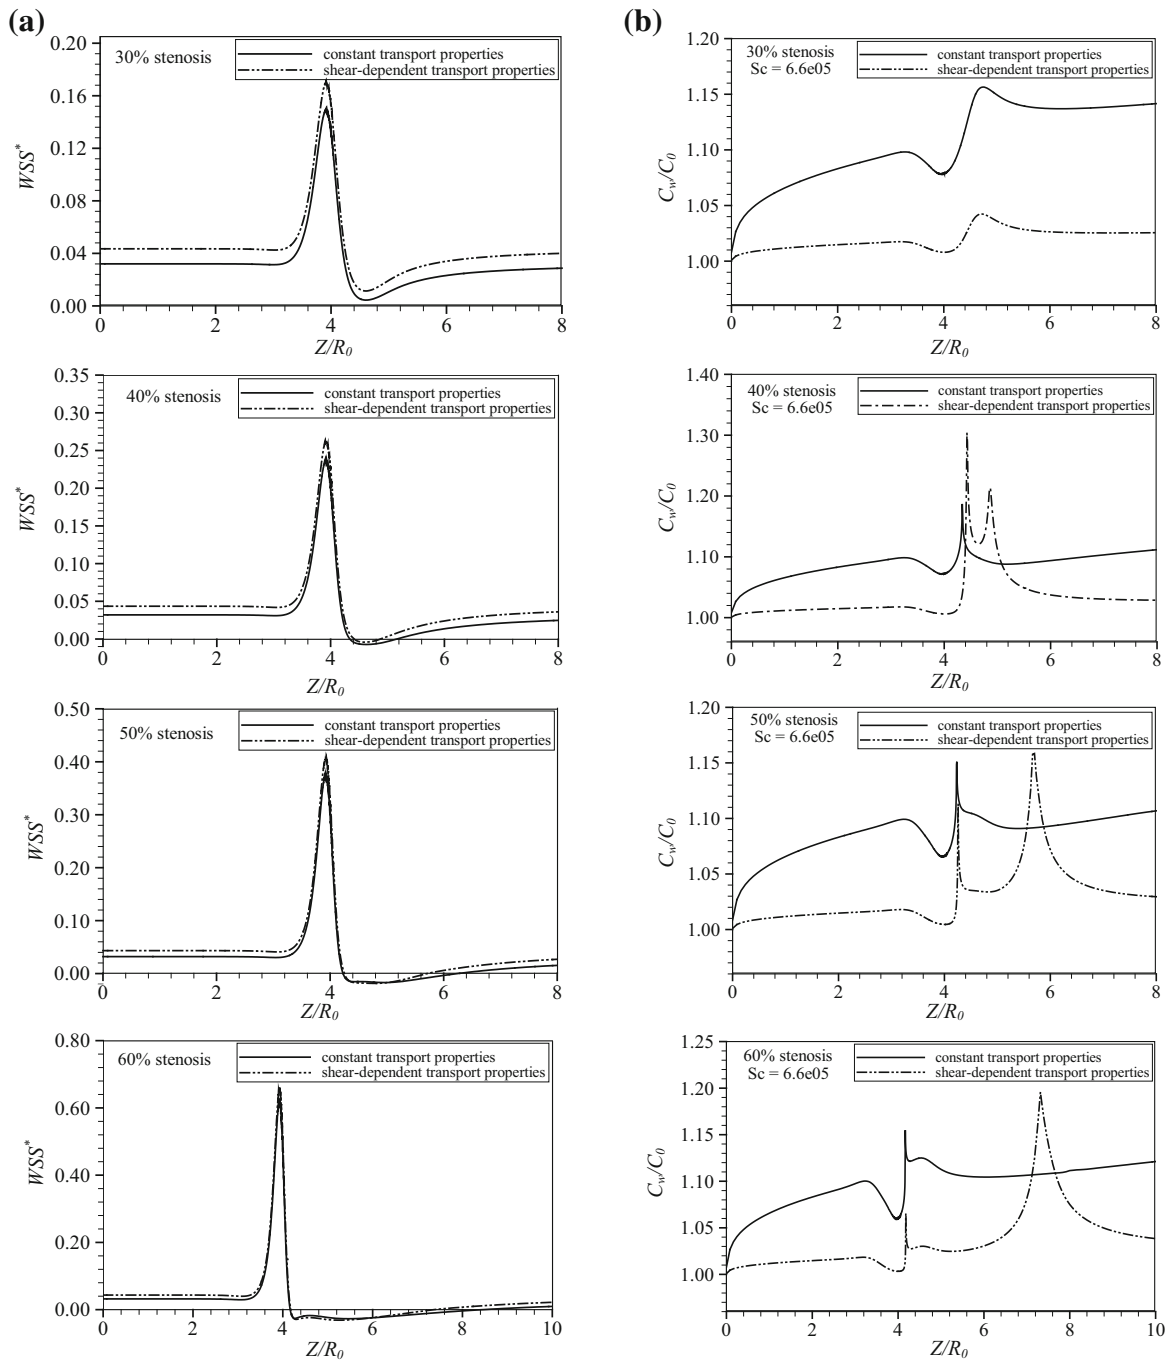 (a)
(b)
30% stenosis
constant transport properties
shear-dependent transport properties
WSS*
0.20
0.16
0.12
0.08
0.04
0.00
0 2 4 6 8
Z/R0
30% stenosis
Sc = 6.6e05
constant transport properties
shear-dependent transport properties
Cw/C0
1.20
1.15
1.10
1.05
1.00
0 2 4 6 8
Z/R0
40% stenosis
constant transport properties
shear-dependent transport properties
WSS*
0.35
0.30
0.25
0.20
0.15
0.10
0.05
0.00
0 2 4 6 8
Z/R0
40% stenosis
Sc = 6.6e05
constant transport properties
shear-dependent transport properties
Cw/C0
1.40
1.30
1.20
1.10
1.00
0 2 4 6 8
Z/R0
50% stenosis
constant transport properties
shear-dependent transport properties
WSS*
0.50
0.40
0.30
0.20
0.10
0.00
0 2 4 6 8
Z/R0
50% stenosis
Sc = 6.6e05
constant transport properties
shear-dependent transport properties
Cw/C0
1.20
1.15
1.10
1.05
1.00
0 2 4 6 8
Z/R0
60% stenosis
constant transport properties
shear-dependent transport properties
WSS*
0.80
0.60
0.40
0.20
0.00
0 2 4 6 8 10
Z/R0
60% stenosis
Sc = 6.6e05
constant transport properties
shear-dependent transport properties
Cw/C0
1.25
1.20
1.15
1.10
1.05
1.00
0 2 4 6 8 10
Z/R0